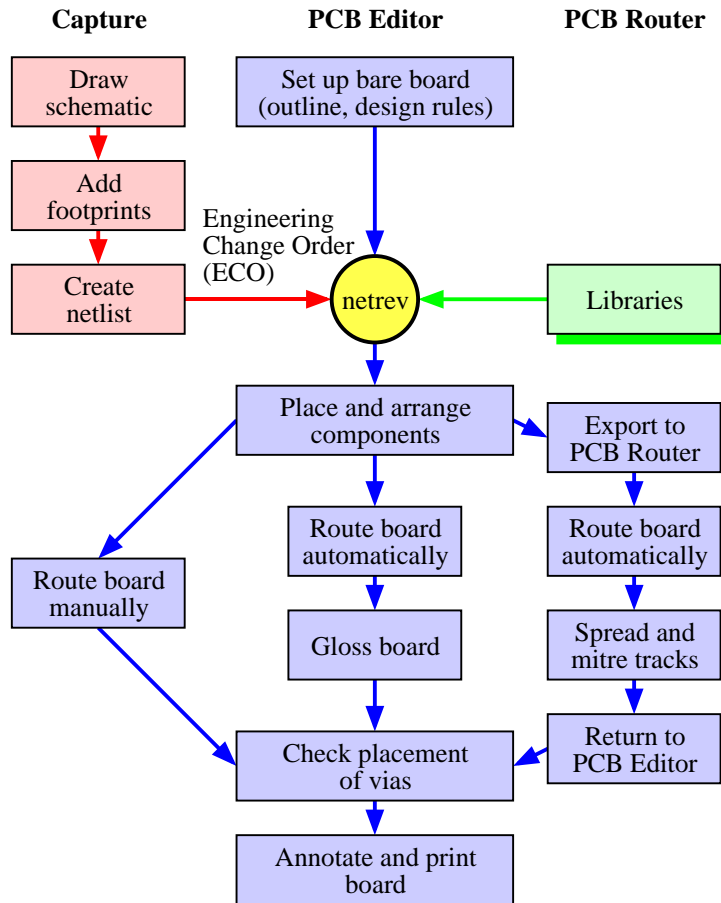 Capture
PCB Editor
PCB Router
Draw
schematic
Set up bare board
(outline, design rules)
Add
footprints
Engineering
Change Order
(ECO)
Create
netlist
netrev
Libraries
Place and arrange
components
Export to
PCB Router
Route board
automatically
Route board
automatically
Route board
manually
Gloss board
Spread and
mitre tracks
Check placement
of vias
Return to
PCB Editor
Annotate and print
board